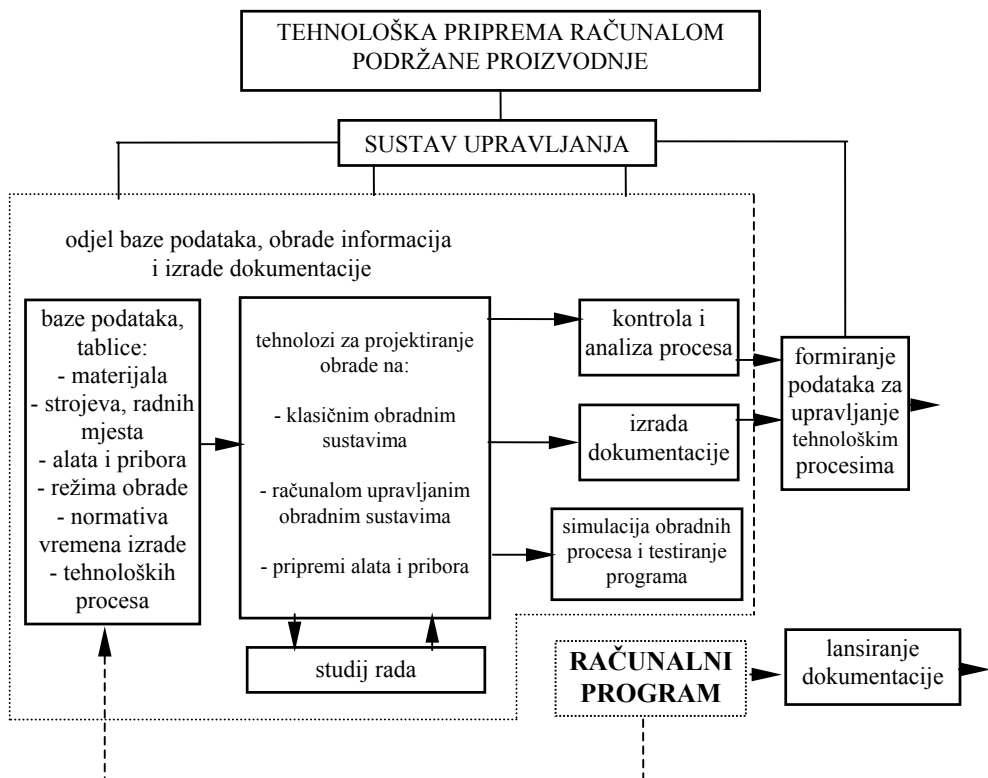 TEHNOLOŠKA PRIPREMA RAČUNALOM
PODRŽANE PROIZVODNJE
SUSTAV UPRAVLJANJA
odjel baze podataka, obrade informacija
i izrade dokumentacije
baze podataka,
tablice:
- materijala
- strojeva, radnih
mjesta
- alata i pribora
- režima obrade
- normativa
vremena izrade
- tehnoloških
procesa
tehnolozi za projektiranje
obrade na:
- klasičnim obradnim
sustavima
- računalom upravljanim
obradnim sustavima
- pripremi alata i pribora
studij rada
kontrola i
analiza procesa
izrada
dokumentacije
simulacija obradnih
procesa i testiranje
programa
formiranje
podataka za
upravljanje
tehnološkim
procesima
RAČUNALNI
PROGRAM
lansiranje
dokumentacije